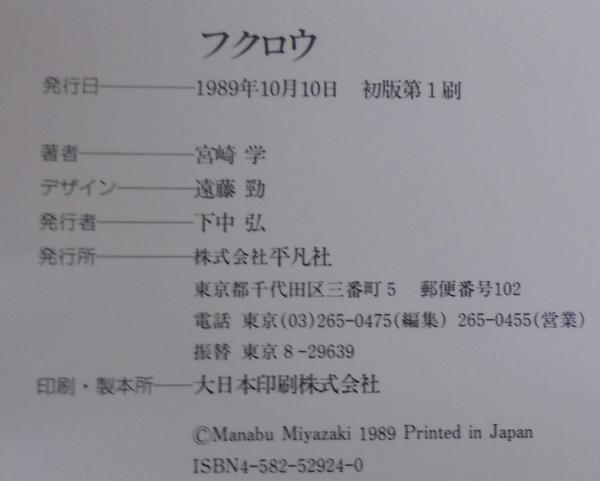 フクロウ
発行日――――1989年10月10日 初版第1刷
著者――――宮崎 学
デザイン――――遠藤 勁
発行者――――下中 弘
発行所――――株式会社平凡社
東京都千代田区三番町5 郵便番号102
電話 東京(03)265-0475(編集) 265-0455(営業)
振替 東京8-29639
印刷・製本所――大日本印刷株式会社
©Manabu Miyazaki 1989 Printed in Japan
ISBN4-582-52924-0